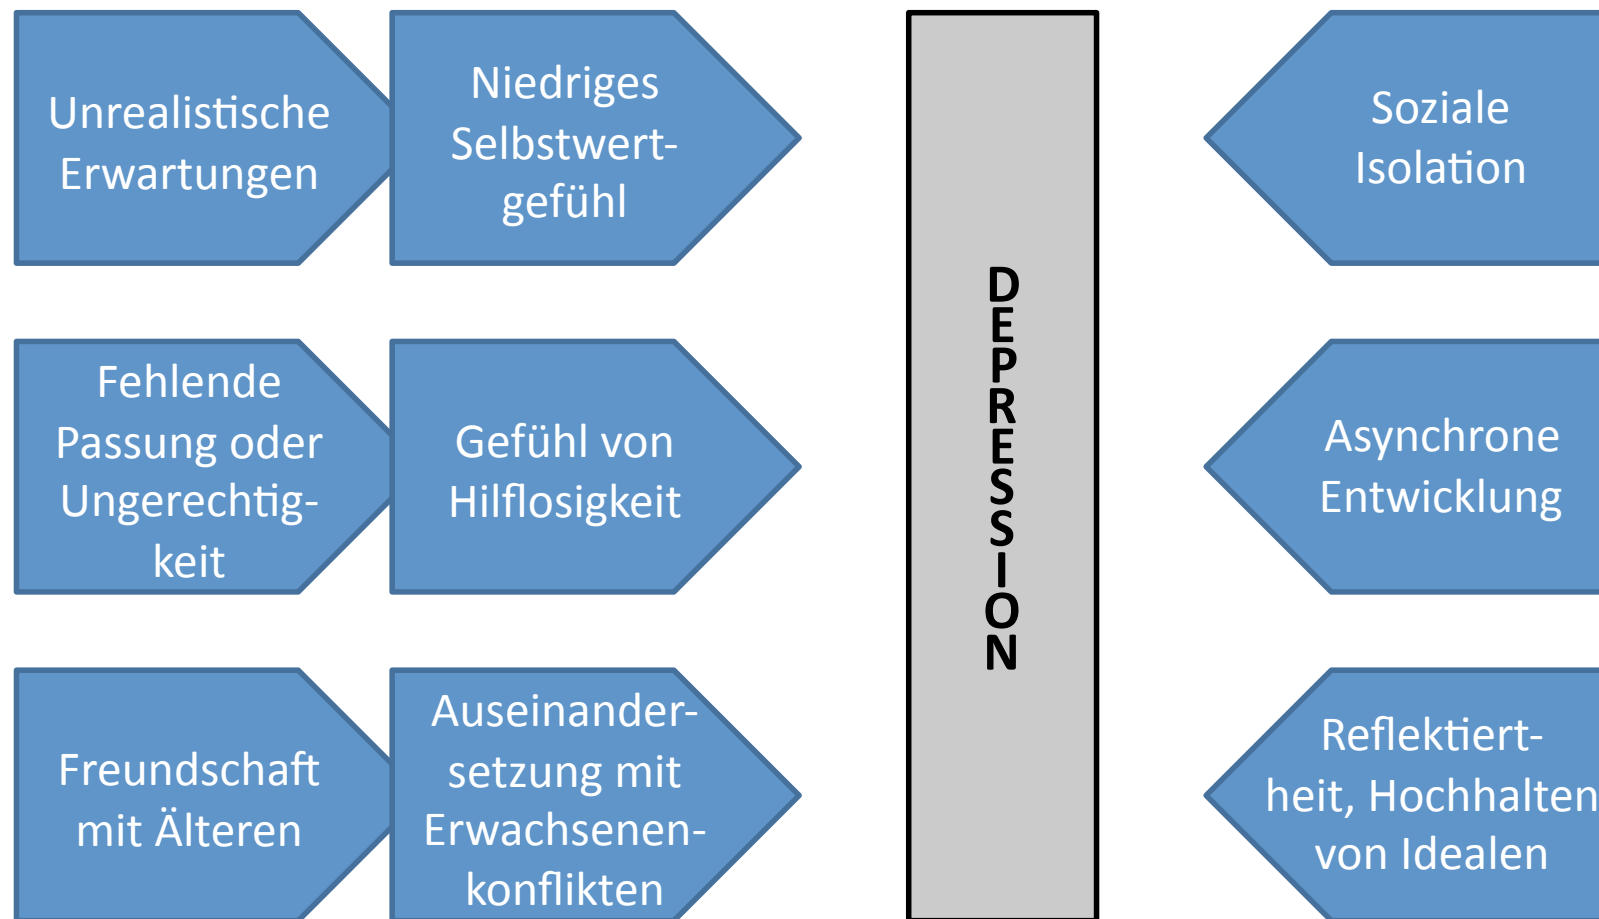 Unrealistische
Erwartungen
Niedriges
Selbstwert-
gefühl
Fehlende
Passung oder
Ungerechtig-
keit
Gefühl von
Hilflosigkeit
Freundschaft
mit Älteren
Auseinander-
setzung mit
Erwachsenen-
konflikten
DEPRESSION
Soziale
Isolation
Asynchrone
Entwicklung
Reflektiert-
heit, Hochhalten
von Idealen